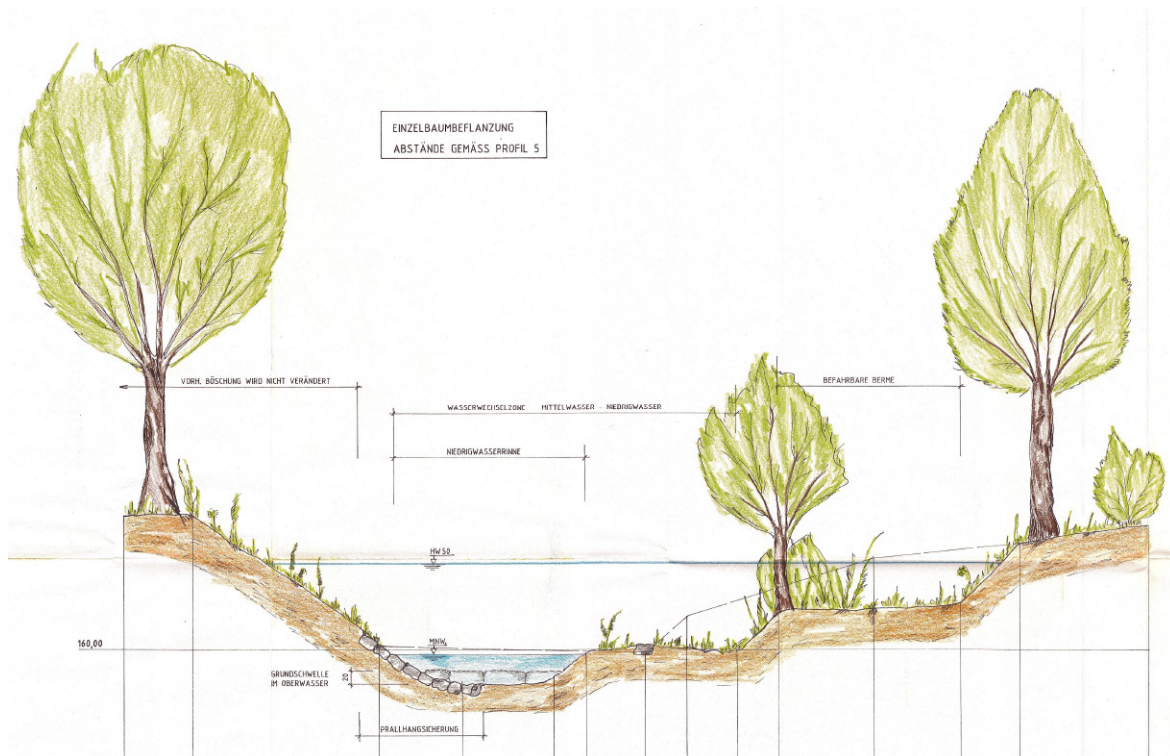 EINZELBAUMBEFLANZUNG
ABSTÄNDE GEMÄSS PROFIL 5
VORH. BÖSCHUNG WIRD NICHT VERÄNDERT
BEFAHRBARE BERME
WASSERWECHSELZONE MITTELWASSER - NIEDRIGWASSER
NIEDRIGWASSERRINNE
HW 50
160,00
MNW
GRUNDSCHWELLE
IM OBERWASSER
20
PRALLHANGSICHERUNG